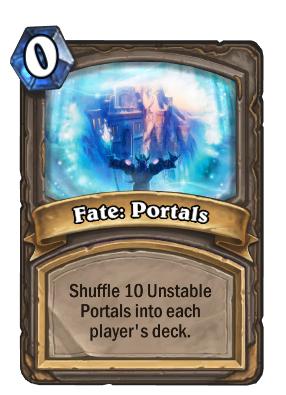 0
Fate: Portals
Shuffle 10 Unstable
Portals into each
player's deck.